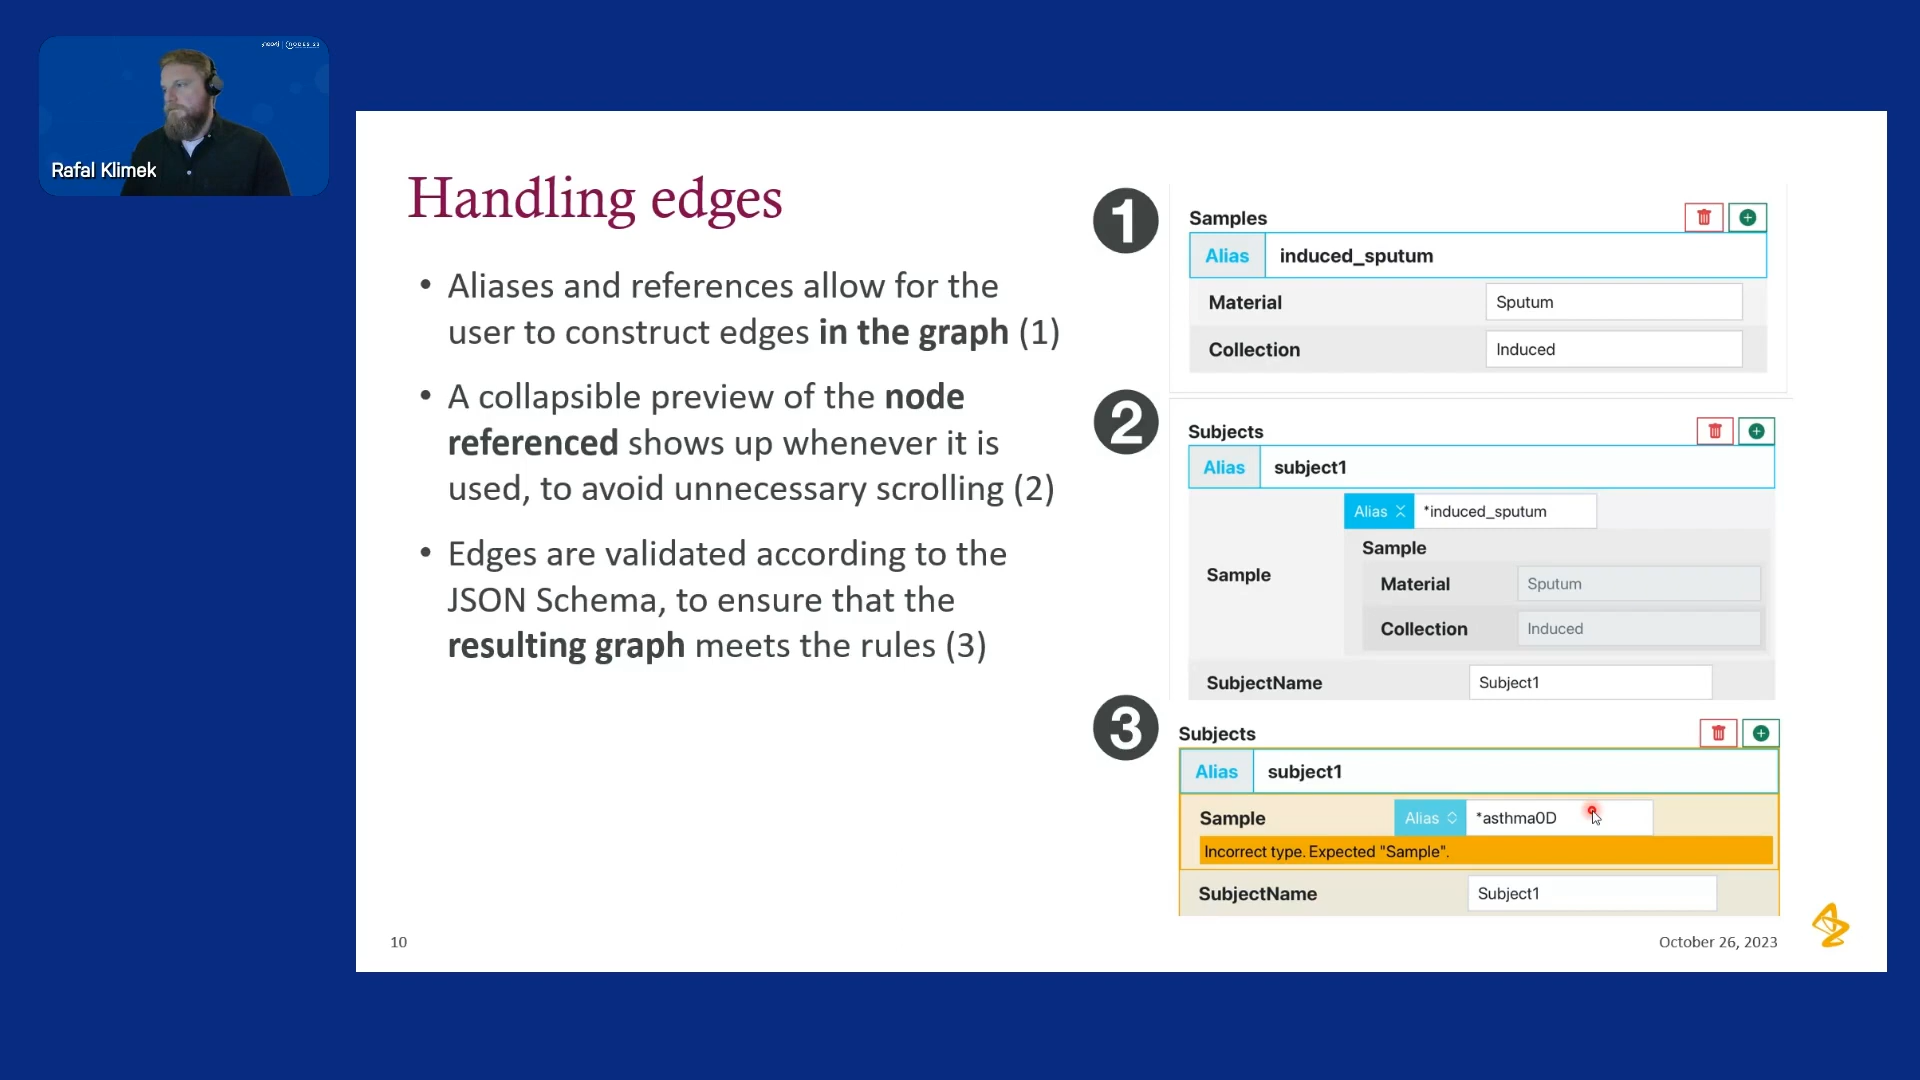 neo4j NODES 23
Rafal Klimek
Handling edges
• Aliases and references allow for the
user to construct edges in the graph (1)
• A collapsible preview of the node
referenced shows up whenever it is
used, to avoid unnecessary scrolling (2)
• Edges are validated according to the
JSON Schema, to ensure that the
resulting graph meets the rules (3)
1
Samples
Alias induced_sputum
Material Sputum
Collection Induced
2
Subjects
Alias subject1
Alias *induced_sputum
Sample
Sample
Material Sputum
Collection Induced
SubjectName Subject1
3
Subjects
Alias subject1
Sample Alias *asthma0D
Incorrect type. Expected "Sample".
SubjectName Subject1
10
October 26, 2023